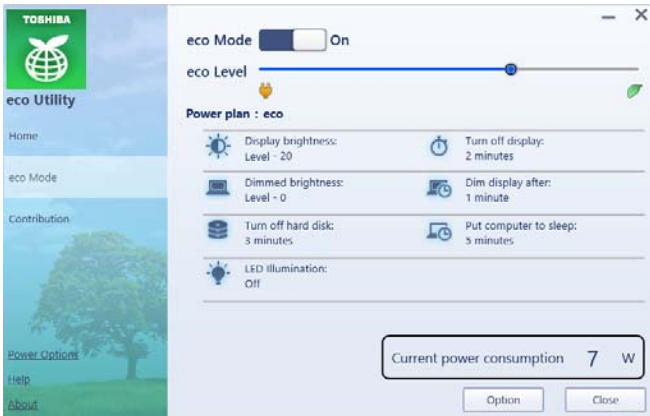 TOSHIBA
eco Utility
Home
eco Mode
Contribution
Power Options
Help
About
eco Mode On
eco Level
Power plan : eco
Display brightness:
Level - 20
Turn off display:
2 minutes
Dimmed brightness:
Level - 0
Dim display after:
1 minute
Turn off hard disk:
3 minutes
Put computer to sleep:
5 minutes
LED Illumination:
Off
Current power consumption 7 W
Option Close